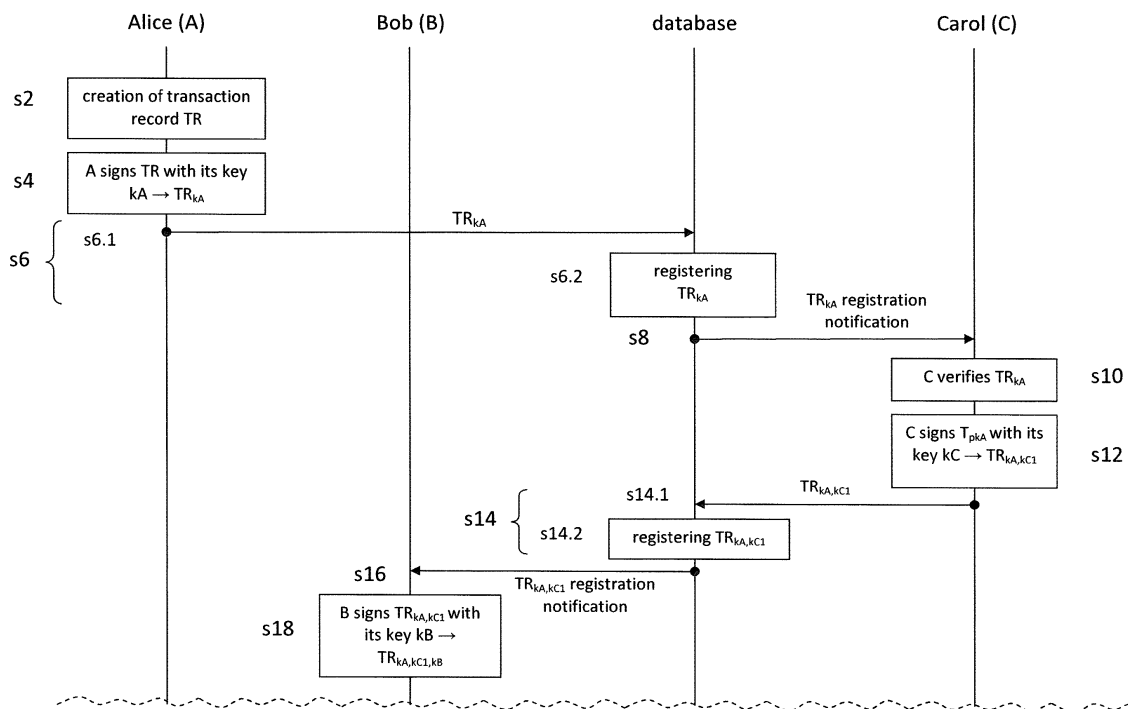 Alice (A)
Bob (B)
database
Carol (C)
s2
creation of transaction
record TR
s4
A signs TR with its key
kA → TRkA
s6
s6.1
TRkA
s6.2
registering
TRkA
s8
TRkA registration
notification
C verifies TRkA
s10
C signs TpkA with its
key kC → TRkA,kC1
s12
s14
s14.1
TRkA,kC1
s14.2
registering TRkA,kC1
s16
TRkA,kC1 registration
notification
s18
B signs TRkA,kC1 with
its key kB →
TRkA,kC1,kB